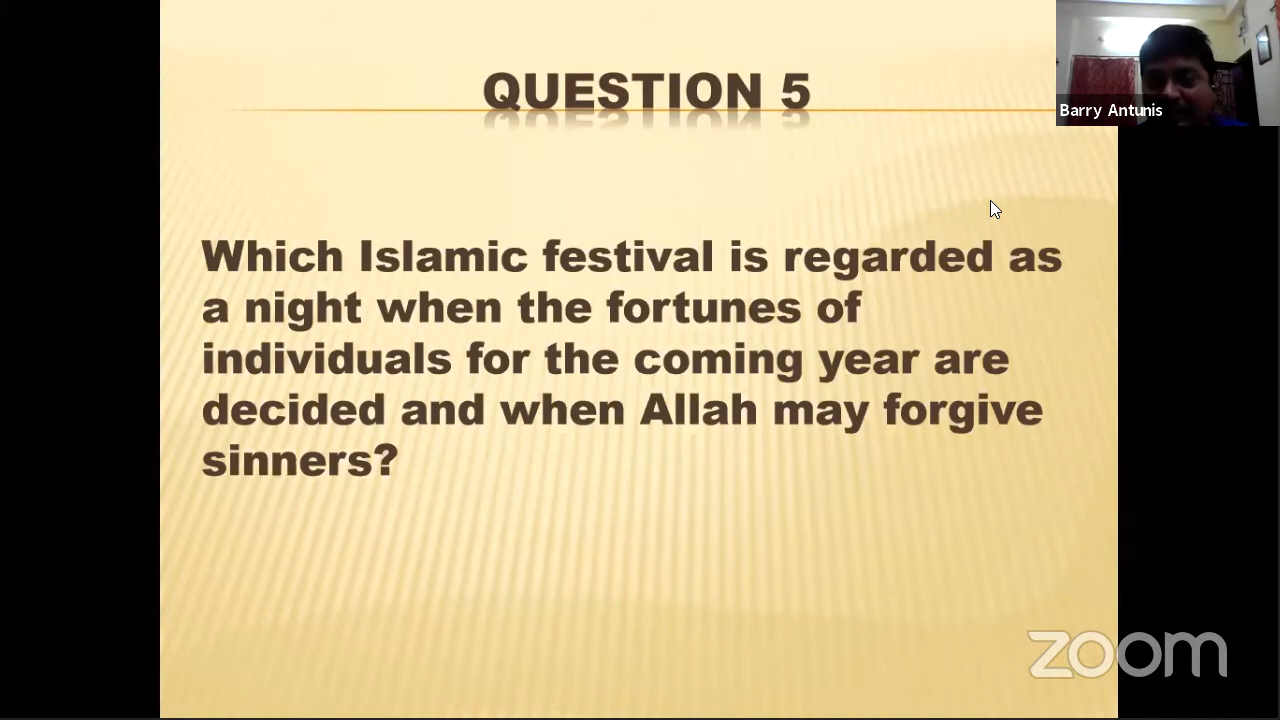 QUESTION 5
Barry Antunis
Which Islamic festival is regarded as
a night when the fortunes of
individuals for the coming year are
decided and when Allah may forgive
sinners?
zoom